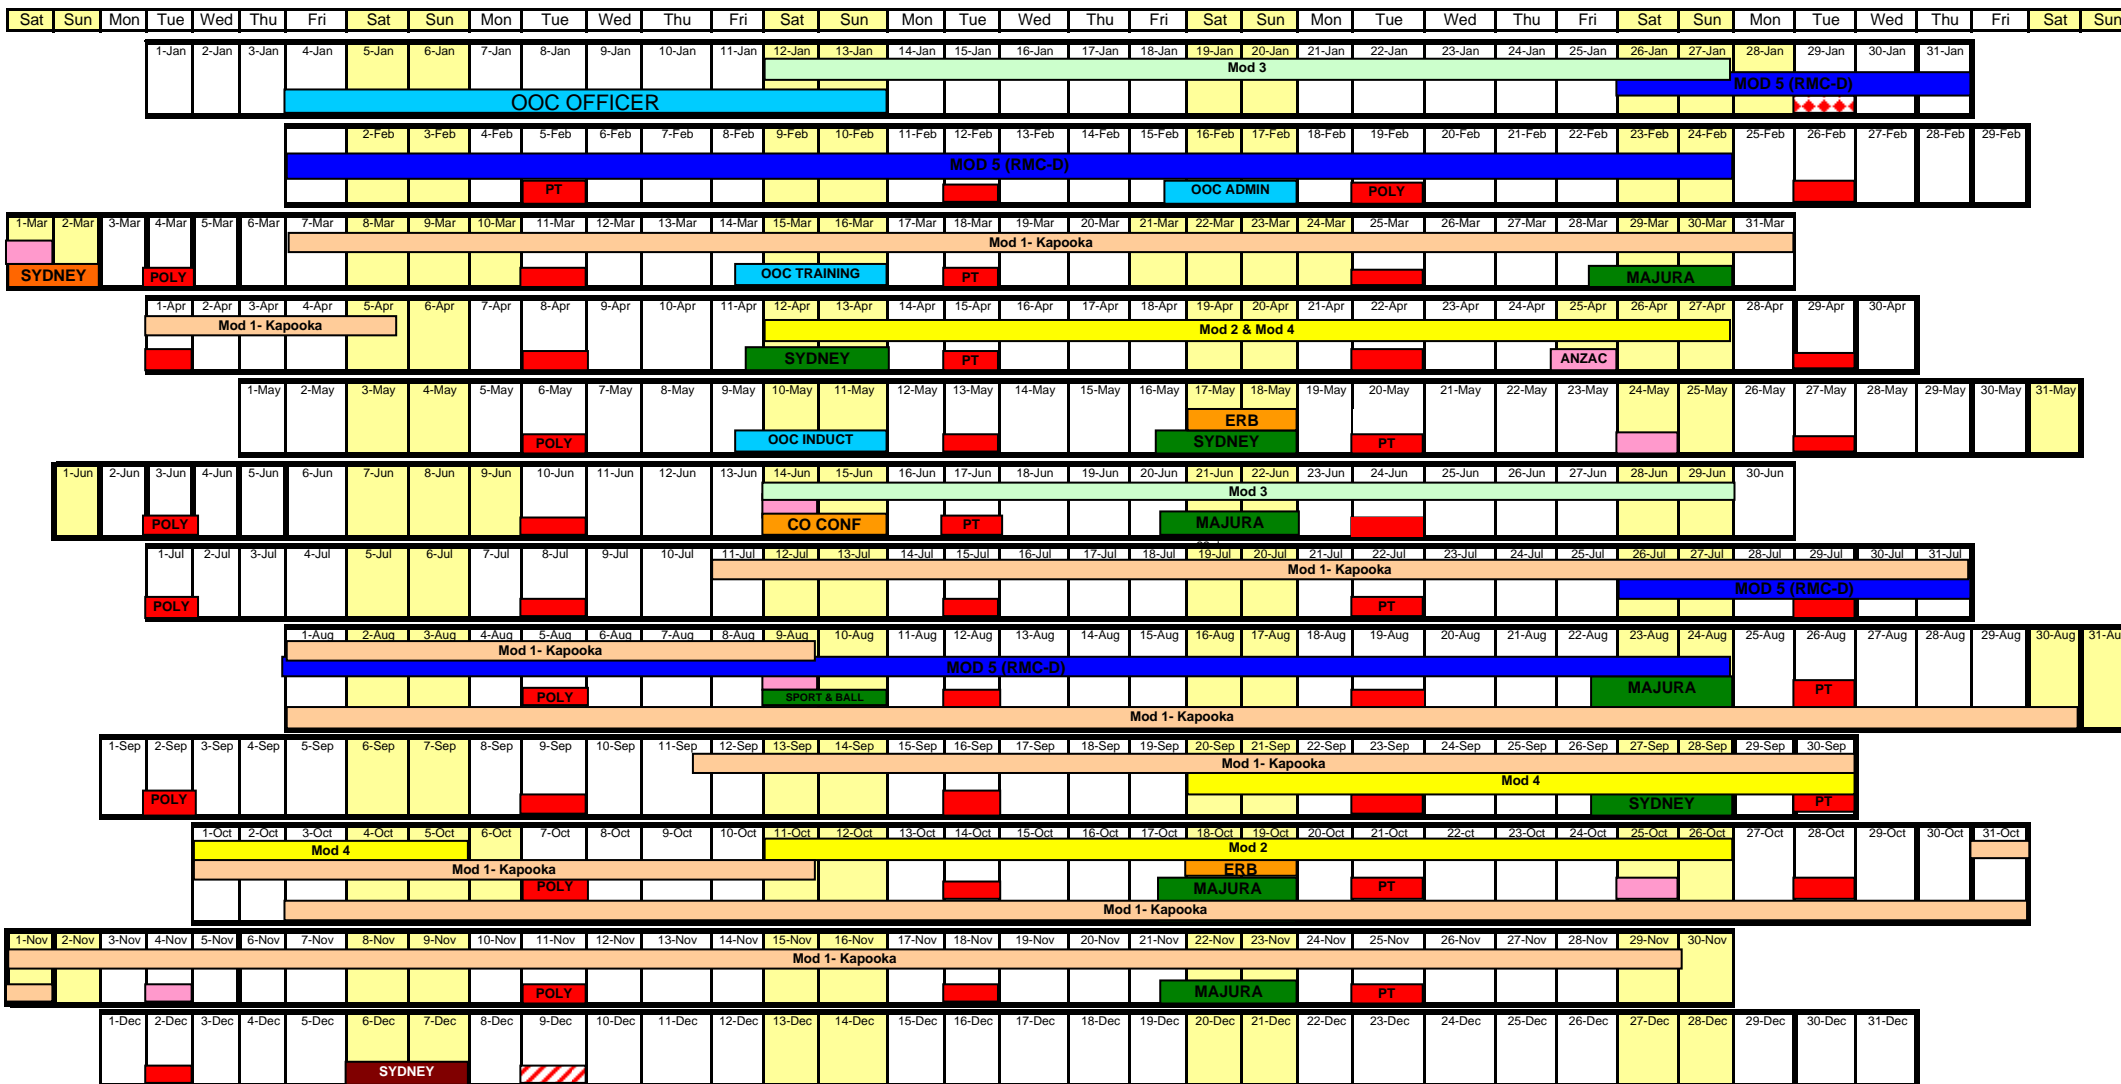 Sat Sun Mon Tue Wed Thu Fri Sat Sun Mon Tue Wed Thu Fri Sat Sun Mon Tue Wed Thu Fri Sat Sun Mon Tue Wed Thu Fri Sat Sun Mon Tue Wed Thu Fri Sat Sun
1-Jan 2-Jan 3-Jan 4-Jan 5-Jan 6-Jan 7-Jan 8-Jan 9-Jan 10-Jan 11-Jan 12-Jan 13-Jan 14-Jan 15-Jan 16-Jan 17-Jan 18-Jan 19-Jan 20-Jan 21-Jan 22-Jan 23-Jan 24-Jan 25-Jan 26-Jan 27-Jan 28-Jan 29-Jan 30-Jan 31-Jan
Mod 3
MOD 5 (RMC-D)
OOC OFFICER
2-Feb 3-Feb 4-Feb 5-Feb 6-Feb 7-Feb 8-Feb 9-Feb 10-Feb 11-Feb 12-Feb 13-Feb 14-Feb 15-Feb 16-Feb 17-Feb 18-Feb 19-Feb 20-Feb 21-Feb 22-Feb 23-Feb 24-Feb 25-Feb 26-Feb 27-Feb 28-Feb 29-Feb
MOD 5 (RMC-D)
PT OOC ADMIN POLY
1-Mar 2-Mar 3-Mar 4-Mar 5-Mar 6-Mar 7-Mar 8-Mar 9-Mar 10-Mar 11-Mar 12-Mar 13-Mar 14-Mar 15-Mar 16-Mar 17-Mar 18-Mar 19-Mar 20-Mar 21-Mar 22-Mar 23-Mar 24-Mar 25-Mar 26-Mar 27-Mar 28-Mar 29-Mar 30-Mar 31-Mar
Mod 1- Kapooka
SYDNEY POLY OOC TRAINING PT MAJURA
1-Apr 2-Apr 3-Apr 4-Apr 5-Apr 6-Apr 7-Apr 8-Apr 9-Apr 10-Apr 11-Apr 12-Apr 13-Apr 14-Apr 15-Apr 16-Apr 17-Apr 18-Apr 19-Apr 20-Apr 21-Apr 22-Apr 23-Apr 24-Apr 25-Apr 26-Apr 27-Apr 28-Apr 29-Apr 30-Apr
Mod 1- Kapooka Mod 2 & Mod 4
SYDNEY PT ANZAC
1-May 2-May 3-May 4-May 5-May 6-May 7-May 8-May 9-May 10-May 11-May 12-May 13-May 14-May 15-May 16-May 17-May 18-May 19-May 20-May 21-May 22-May 23-May 24-May 25-May 26-May 27-May 28-May 29-May 30-May 31-May
ERB
POLY OOC INDUCT SYDNEY PT
1-Jun 2-Jun 3-Jun 4-Jun 5-Jun 6-Jun 7-Jun 8-Jun 9-Jun 10-Jun 11-Jun 12-Jun 13-Jun 14-Jun 15-Jun 16-Jun 17-Jun 18-Jun 19-Jun 20-Jun 21-Jun 22-Jun 23-Jun 24-Jun 25-Jun 26-Jun 27-Jun 28-Jun 29-Jun 30-Jun
Mod 3
POLY CO CONF PT MAJURA
1-Jul 2-Jul 3-Jul 4-Jul 5-Jul 6-Jul 7-Jul 8-Jul 9-Jul 10-Jul 11-Jul 12-Jul 13-Jul 14-Jul 15-Jul 16-Jul 17-Jul 18-Jul 19-Jul 20-Jul 21-Jul 22-Jul 23-Jul 24-Jul 25-Jul 26-Jul 27-Jul 28-Jul 29-Jul 30-Jul 31-Jul
Mod 1- Kapooka
MOD 5 (RMC-D)
POLY PT
1-Aug 2-Aug 3-Aug 4-Aug 5-Aug 6-Aug 7-Aug 8-Aug 9-Aug 10-Aug 11-Aug 12-Aug 13-Aug 14-Aug 15-Aug 16-Aug 17-Aug 18-Aug 19-Aug 20-Aug 21-Aug 22-Aug 23-Aug 24-Aug 25-Aug 26-Aug 27-Aug 28-Aug 29-Aug 30-Aug 31-Au
Mod 1- Kapooka
MOD 5 (RMC-D)
POLY SPORT & BALL MAJURA PT
Mod 1- Kapooka
1-Sep 2-Sep 3-Sep 4-Sep 5-Sep 6-Sep 7-Sep 8-Sep 9-Sep 10-Sep 11-Sep 12-Sep 13-Sep 14-Sep 15-Sep 16-Sep 17-Sep 18-Sep 19-Sep 20-Sep 21-Sep 22-Sep 23-Sep 24-Sep 25-Sep 26-Sep 27-Sep 28-Sep 29-Sep 30-Sep
Mod 1- Kapooka
Mod 4
POLY SYDNEY PT
1-Oct 2-Oct 3-Oct 4-Oct 5-Oct 6-Oct 7-Oct 8-Oct 9-Oct 10-Oct 11-Oct 12-Oct 13-Oct 14-Oct 15-Oct 16-Oct 17-Oct 18-Oct 19-Oct 20-Oct 21-Oct 22-ct 23-Oct 24-Oct 25-Oct 26-Oct 27-Oct 28-Oct 29-Oct 30-Oct 31-Oct
Mod 4 Mod 2
Mod 1- Kapooka ERB
POLY MAJURA PT
Mod 1- Kapooka
1-Nov 2-Nov 3-Nov 4-Nov 5-Nov 6-Nov 7-Nov 8-Nov 9-Nov 10-Nov 11-Nov 12-Nov 13-Nov 14-Nov 15-Nov 16-Nov 17-Nov 18-Nov 19-Nov 20-Nov 21-Nov 22-Nov 23-Nov 24-Nov 25-Nov 26-Nov 27-Nov 28-Nov 29-Nov 30-Nov
Mod 1- Kapooka
POLY MAJURA PT
1-Dec 2-Dec 3-Dec 4-Dec 5-Dec 6-Dec 7-Dec 8-Dec 9-Dec 10-Dec 11-Dec 12-Dec 13-Dec 14-Dec 15-Dec 16-Dec 17-Dec 18-Dec 19-Dec 20-Dec 21-Dec 22-Dec 23-Dec 24-Dec 25-Dec 26-Dec 27-Dec 28-Dec 29-Dec 30-Dec 31-Dec
SYDNEY